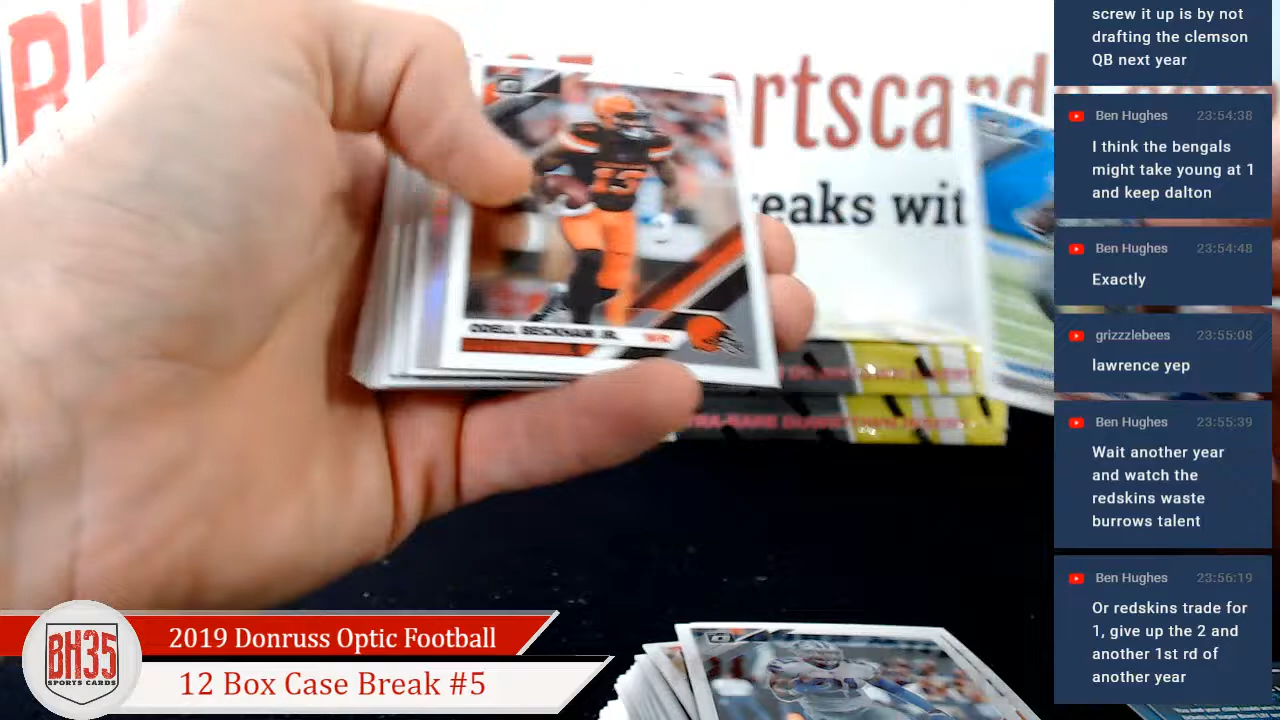 rtscard
eaks wit
13
ODELL BECKHAM JR. WR
BH35
SPORTS CARDS
2019 Donruss Optic Football
12 Box Case Break #5
screw it up is by not
drafting the clemson
QB next year
Ben Hughes 23:54:38
I think the bengals
might take young at 1
and keep dalton
Ben Hughes 23:54:48
Exactly
grizzzlebees 23:55:08
lawrence yep
Ben Hughes 23:55:39
Wait another year
and watch the
redskins waste
burrows talent
Ben Hughes 23:56:19
Or redskins trade for
1, give up the 2 and
another 1st rd of
another year